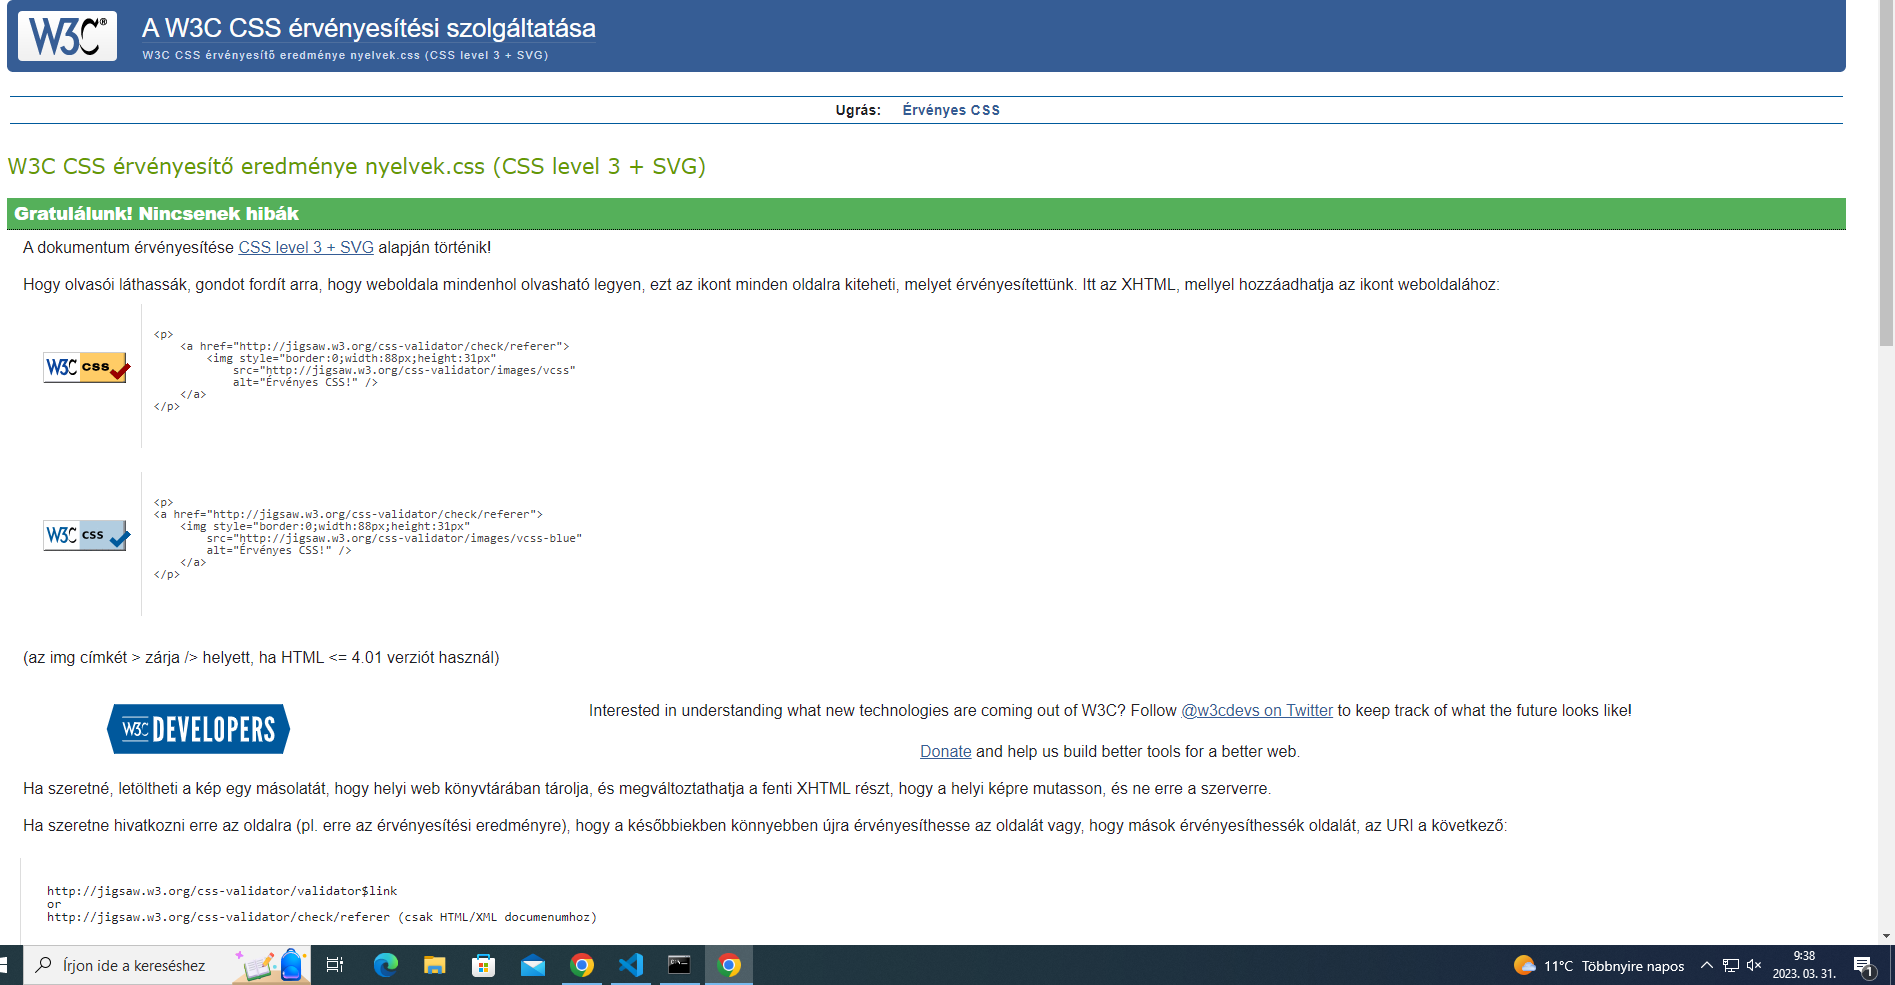 W3C®
A W3C CSS érvényesítési szolgáltatása
W3C CSS érvényesítő eredménye nyelvek.css (CSS level 3 + SVG)
Ugrás: Érvényes CSS
W3C CSS érvényesítő eredménye nyelvek.css (CSS level 3 + SVG)
Gratulálunk! Nincsenek hibák
A dokumentum érvényesítése CSS level 3 + SVG alapján történik!
Hogy olvasói láthassák, gondot fordít arra, hogy weboldala mindenhol olvasható legyen, ezt az ikont minden oldalra kiteheti, melyet érvényesítettünk. Itt az XHTML, mellyel hozzáadhatja az ikont weboldalához:
W3C css
<p>
<a href="http://jigsaw.w3.org/css-validator/check/referer">
<img style="border:0;width:88px;height:31px"
src="http://jigsaw.w3.org/css-validator/images/vcss"
alt="Érvényes CSS!" />
</a>
</p>
W3C css
<p>
<a href="http://jigsaw.w3.org/css-validator/check/referer">
<img style="border:0;width:88px;height:31px"
src="http://jigsaw.w3.org/css-validator/images/vcss-blue"
alt="Érvényes CSS!" />
</a>
</p>
(az img címkét > zárja /> helyett, ha HTML <= 4.01 verziót használ)
W3C DEVELOPERS
Interested in understanding what new technologies are coming out of W3C? Follow @w3cdevs on Twitter to keep track of what the future looks like!
Donate and help us build better tools for a better web.
Ha szeretné, letöltheti a kép egy másolatát, hogy helyi web könyvtárában tárolja, és megváltoztathatja a fenti XHTML részt, hogy a helyi képre mutasson, és ne erre a szerverre.
Ha szeretne hivatkozni erre az oldalra (pl. erre az érvényesítési eredményre), hogy a későbbiekben könnyebben újra érvényesíthesse az oldalát vagy, hogy mások érvényesíthessék oldalát, az URI a következő:
http://jigsaw.w3.org/css-validator/validator$link
or
http://jigsaw.w3.org/css-validator/check/referer (csak HTML/XML documenumhoz)
Írjon ide a kereséshez
11°C Többnyire napos
9:38
2023. 03. 31.
1